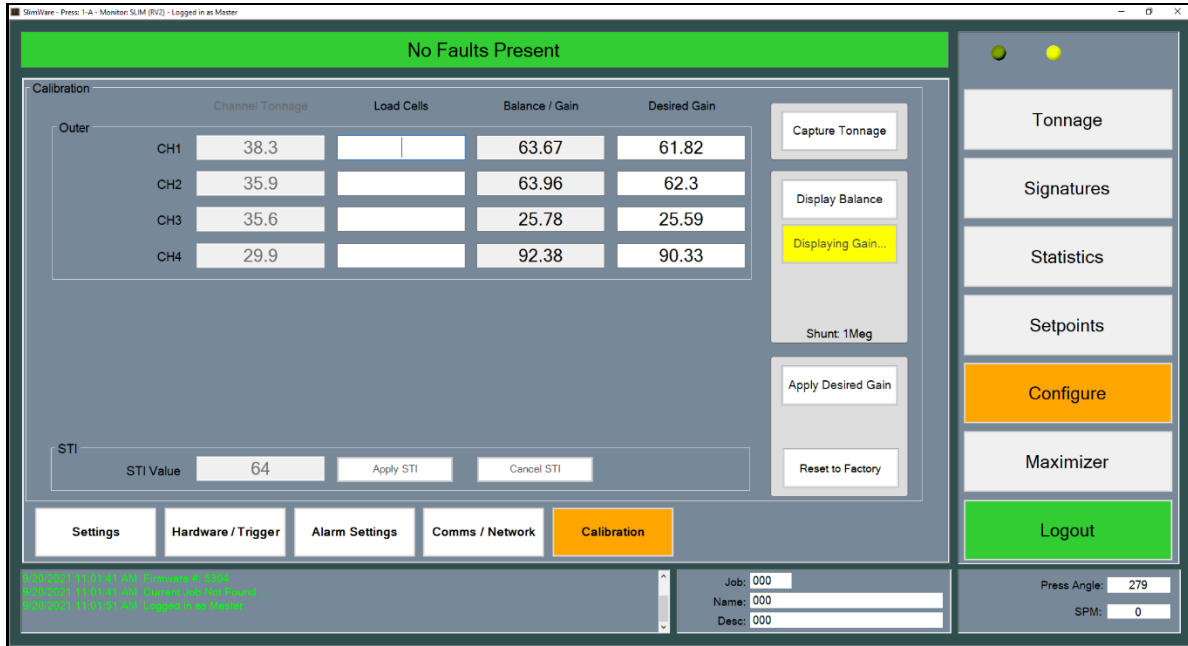 SlimWare - Press: 1-A - Monitor: SLIM (RV2) - Logged in as Master
No Faults Present
Calibration
Channel Tonnage Load Cells Balance / Gain Desired Gain
Outer
CH1 38.3 63.67 61.82
CH2 35.9 63.96 62.3
CH3 35.6 25.78 25.59
CH4 29.9 92.38 90.33
Capture Tonnage
Display Balance
Displaying Gain...
Shunt: 1Meg
Apply Desired Gain
Reset to Factory
STI
STI Value 64 Apply STI Cancel STI
Settings Hardware / Trigger Alarm Settings Comms / Network Calibration
Tonnage
Signatures
Statistics
Setpoints
Configure
Maximizer
Logout
9/20/2021 11:01:41 AM Firmware #: 5304
9/20/2021 11:01:41 AM Current Job Not Found
9/20/2021 11:01:51 AM Logged in as Master
Job: 000
Name: 000
Desc: 000
Press Angle: 279
SPM: 0